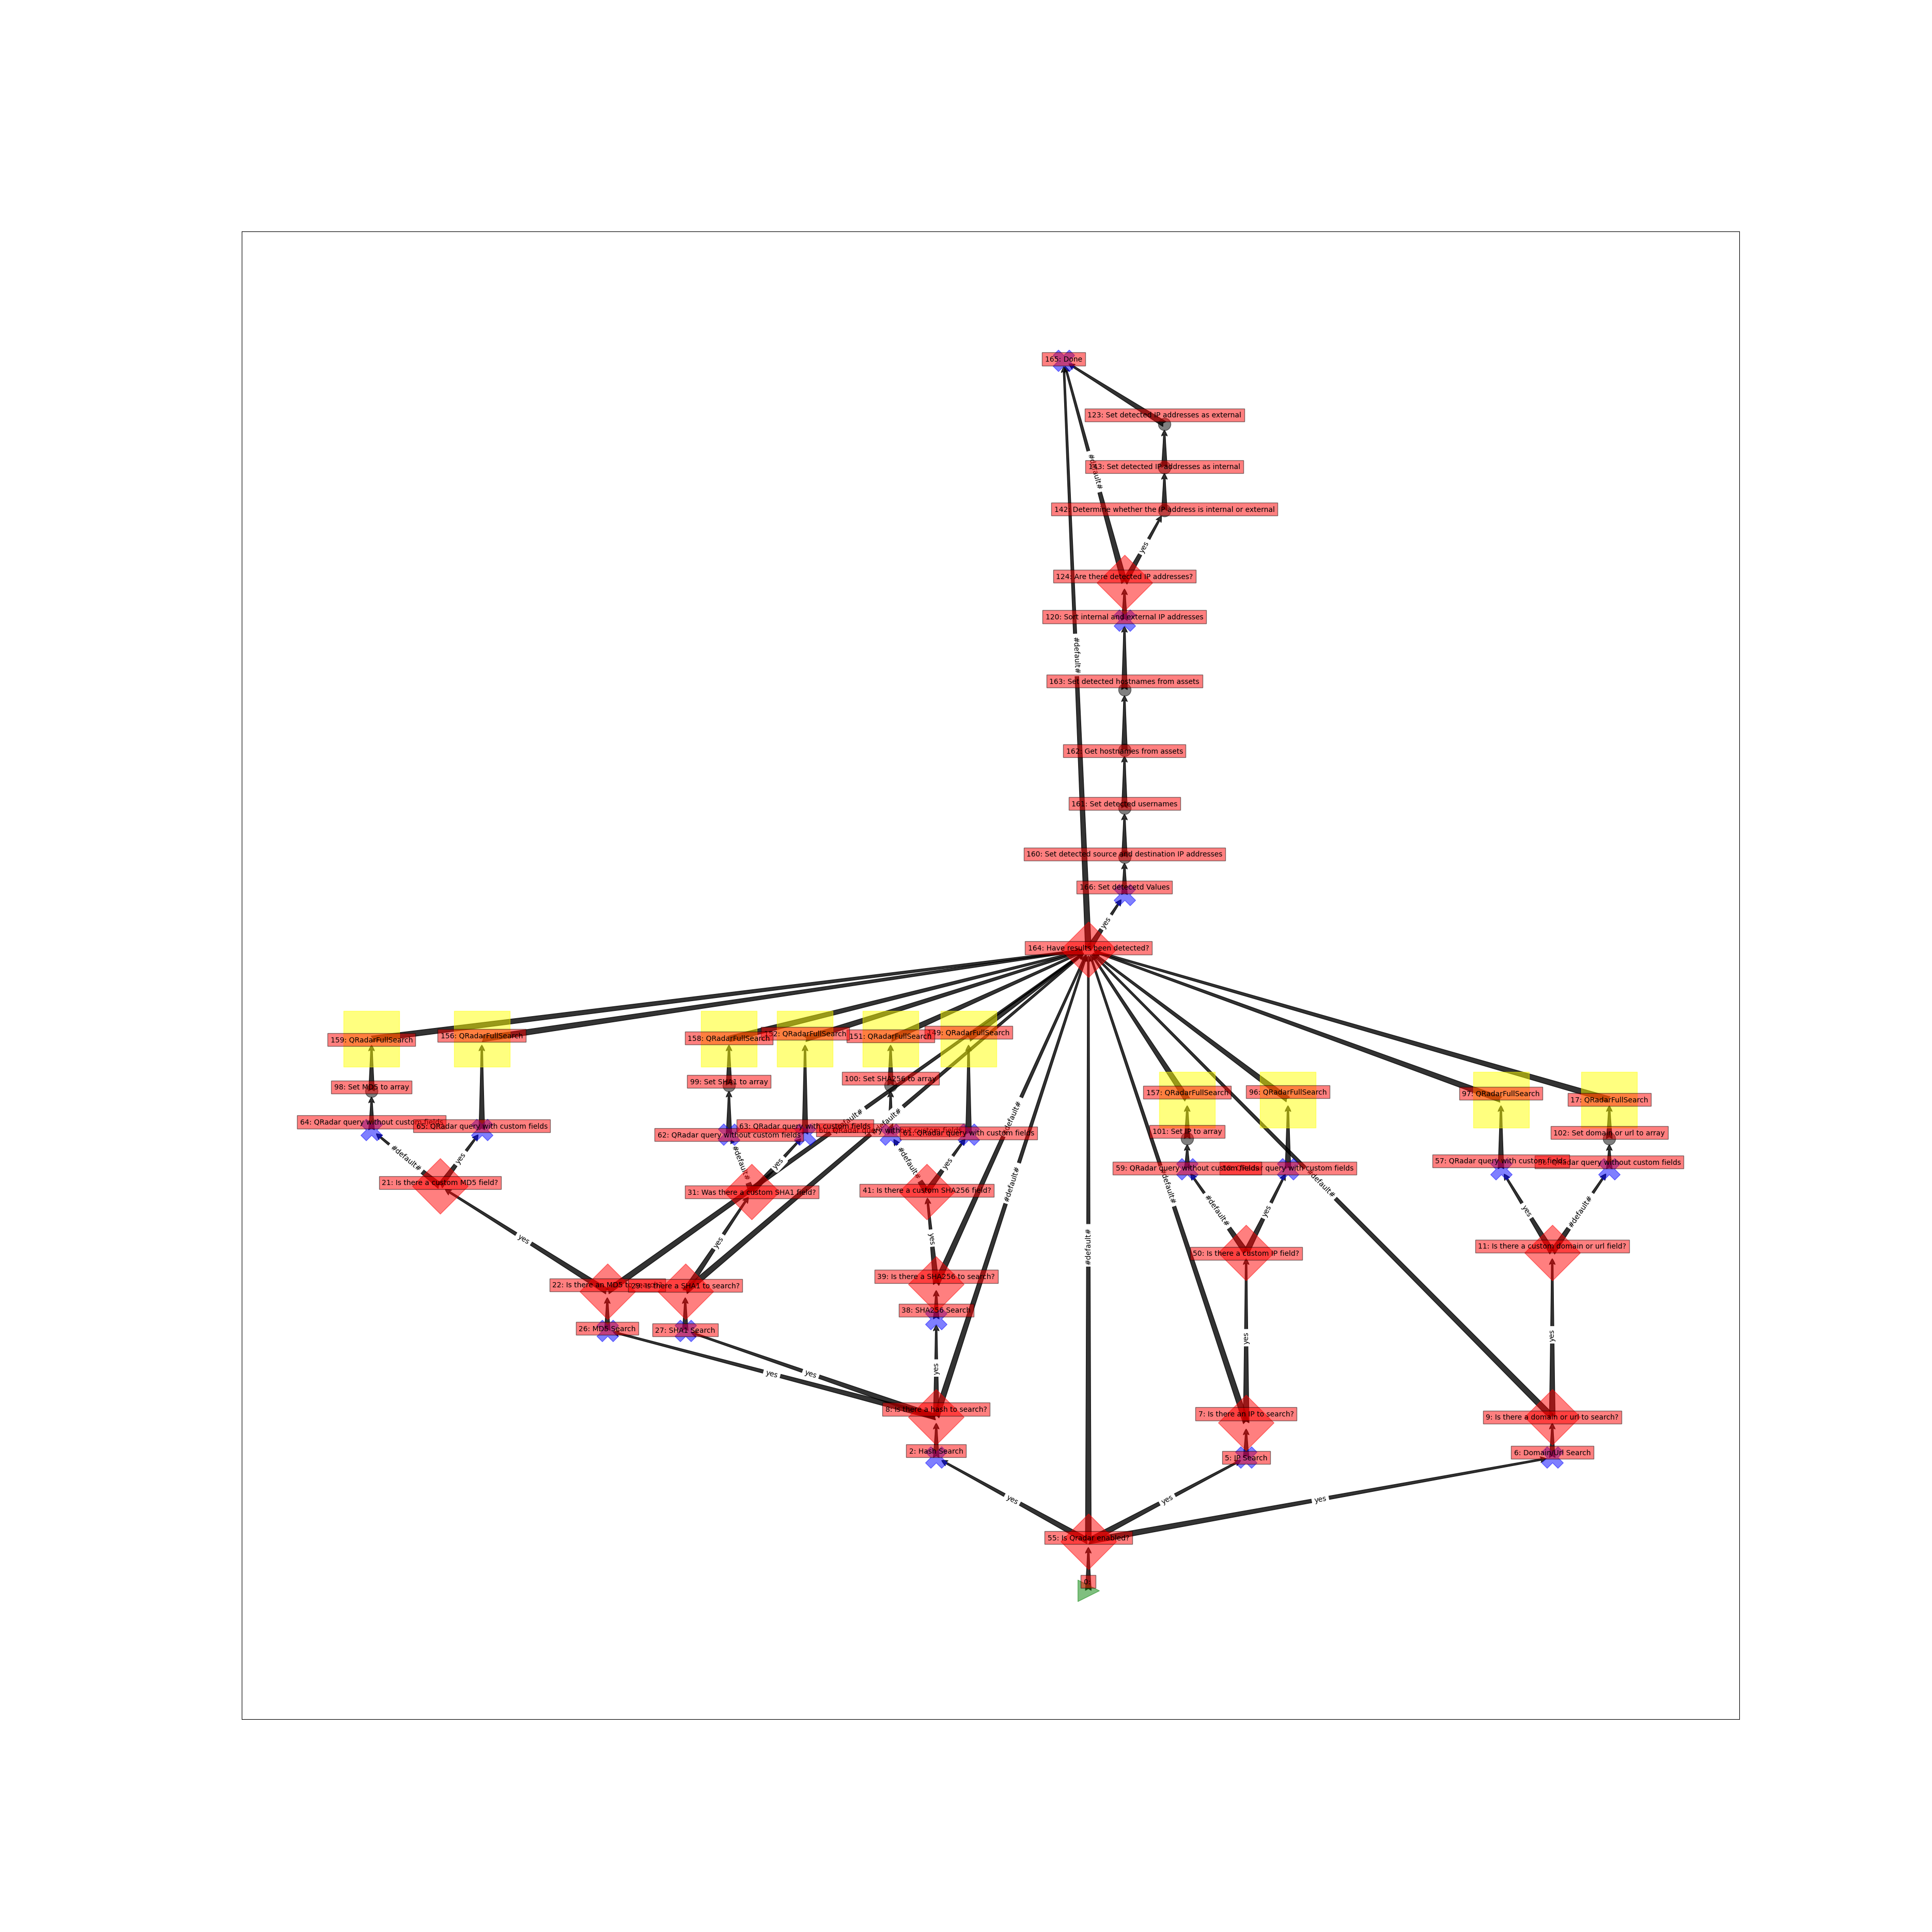 165: Done
123: Set detected IP addresses as external
#default#
143: Set detected IP addresses as internal
142: Determine whether the IP address is internal or external
yes
124: Are there detected IP addresses?
120: Sort internal and external IP addresses
#default#
163: Set detected hostnames from assets
162: Get hostnames from assets
161: Set detected usernames
160: Set detected source and destination IP addresses
166: Set detecetd Values
yes
164: Have results been detected?
159: QRadarFullSearch
156: QRadarFullSearch
158: QRadarFullSearch
152: QRadarFullSearch
151: QRadarFullSearch
149: QRadarFullSearch
98: Set MD5 to array
99: Set SHA1 to array
100: Set SHA256 to array
157: QRadarFullSearch
96: QRadarFullSearch
97: QRadarFullSearch
17: QRadarFullSearch
#default#
#default#
#default#
64: QRadar query without custom fields
65: QRadar query with custom fields
62: QRadar query without custom fields
63: QRadar query with custom fields
61: QRadar query with custom fields
101: Set IP to array
102: Set domain or url to array
#default#
yes
#default#
yes
#default#
yes
59: QRadar query without custom fields
QRadar query with custom fields
57: QRadar query with custom fields
QRadar query without custom fields
21: Is there a custom MD5 field?
31: Was there a custom SHA1 field?
41: Is there a custom SHA256 field?
#default#
#default#
#default#
#default#
yes
yes
#default#
yes
yes
yes
#default#
50: Is there a custom IP field?
11: Is there a custom domain or url field?
22: Is there an MD5 to search?
29: Is there a SHA1 to search?
39: Is there a SHA256 to search?
38: SHA256 Search
26: MD5 Search
27: SHA1 Search
yes
yes
yes
yes
yes
8: Is there a hash to search?
7: Is there an IP to search?
9: Is there a domain or url to search?
2: Hash Search
5: IP Search
6: Domain/Url Search
yes
yes
yes
55: Is Qradar enabled?
0: